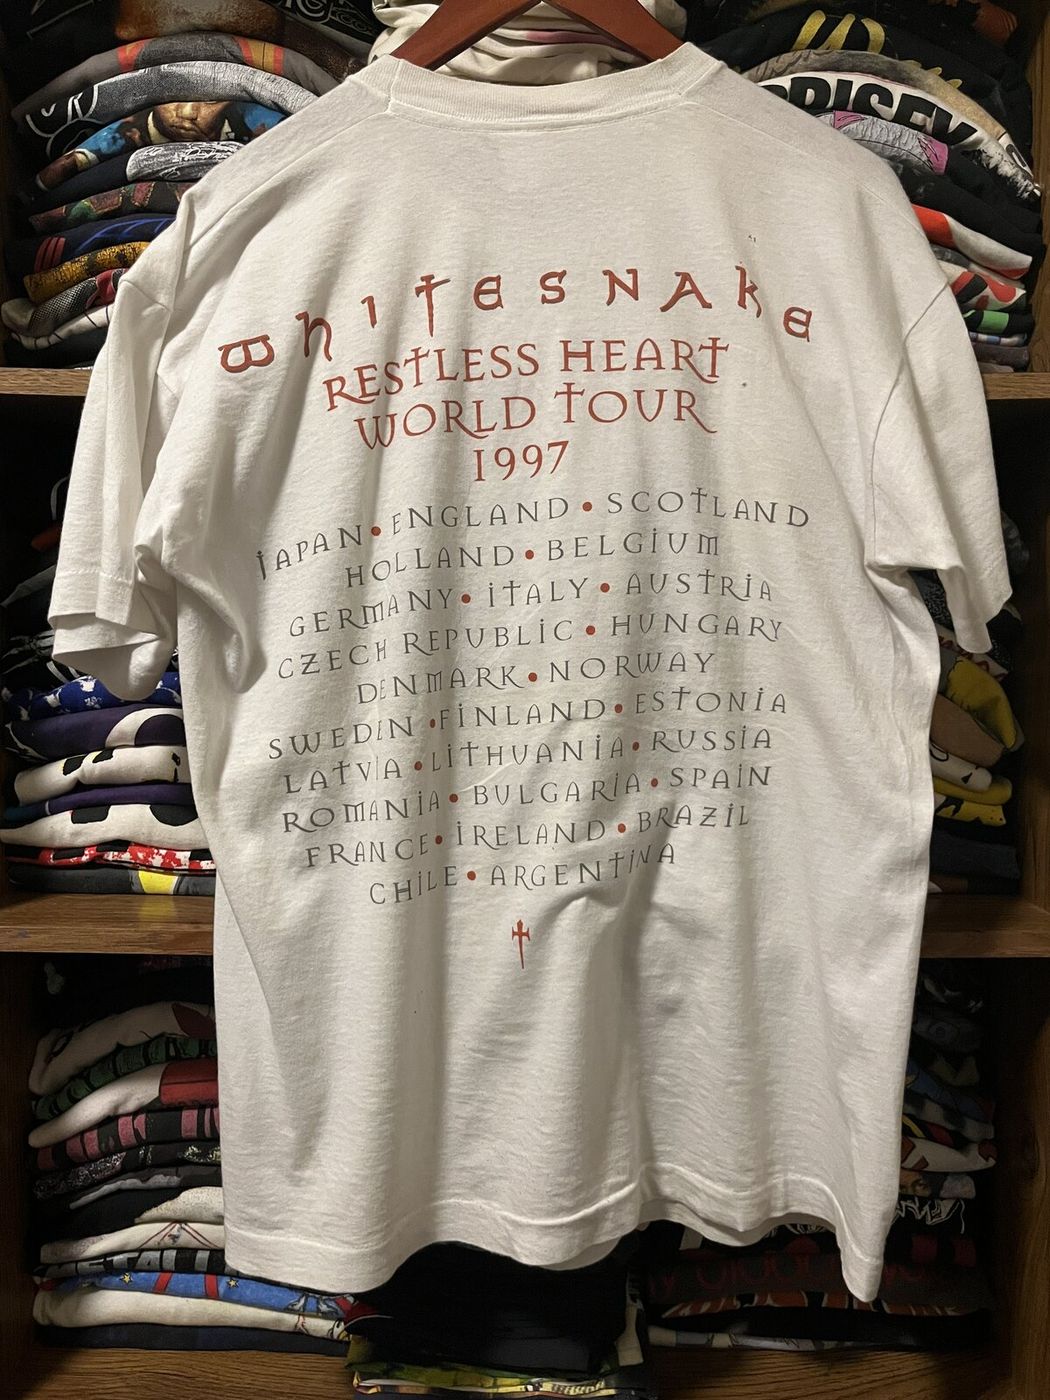 WHITESNAKE
RESTLESS HEART
WORLD TOUR
1997
JAPAN • ENGLAND • SCOTLAND
HOLLAND • BELGIUM
GERMANY • ITALY • AUSTRIA
CZECH REPUBLIC • HUNGARY
DENMARK • NORWAY
SWEDEN • FINLAND • ESTONIA
LATVIA • LITHUANIA • RUSSIA
ROMANIA • BULGARIA • SPAIN
FRANCE • IRELAND • BRAZIL
CHILE • ARGENTINA